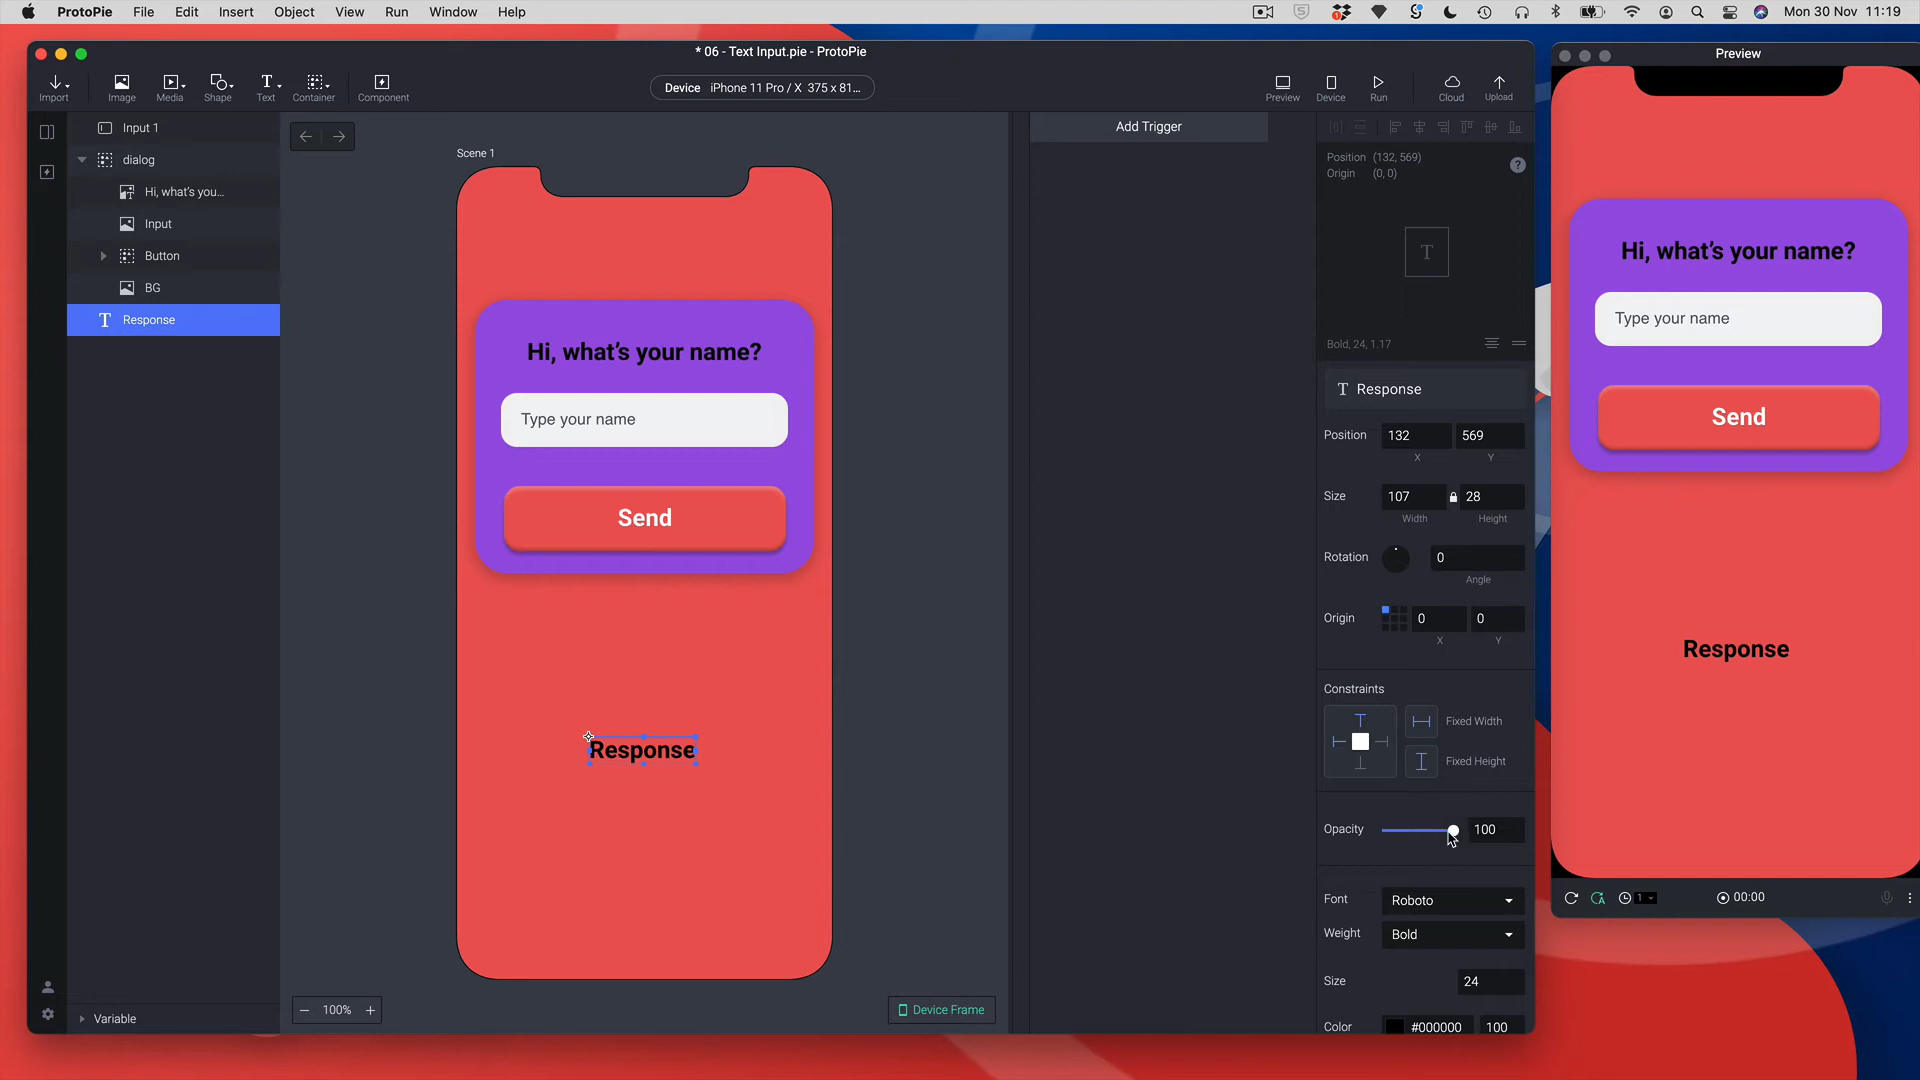 ProtoPie File Edit Insert Object View Run Window Help
Mon 30 Nov 11:19
* 06 - Text Input.pie - ProtoPie
Import
Image
Media
Shape
Text
Container
Component
Device iPhone 11 Pro / X 375 x 81...
Preview
Device
Run
Cloud
Upload
Input 1
dialog
Hi, what's you...
Input
Button
BG
Response
Variable
Scene 1
Hi, what's your name?
Type your name
Send
Response
100%
Device Frame
Add Trigger
Position (132, 569)
Origin (0, 0)
T
Bold, 24, 1.17
T Response
Position 132 569
X Y
Size 107 28
Width Height
Rotation 0
Angle
Origin 0 0
X Y
Constraints
Fixed Width
Fixed Height
Opacity 100
Font Roboto
Weight Bold
Size 24
Color #000000 100
Preview
Hi, what's your name?
Type your name
Send
Response
1
00:00